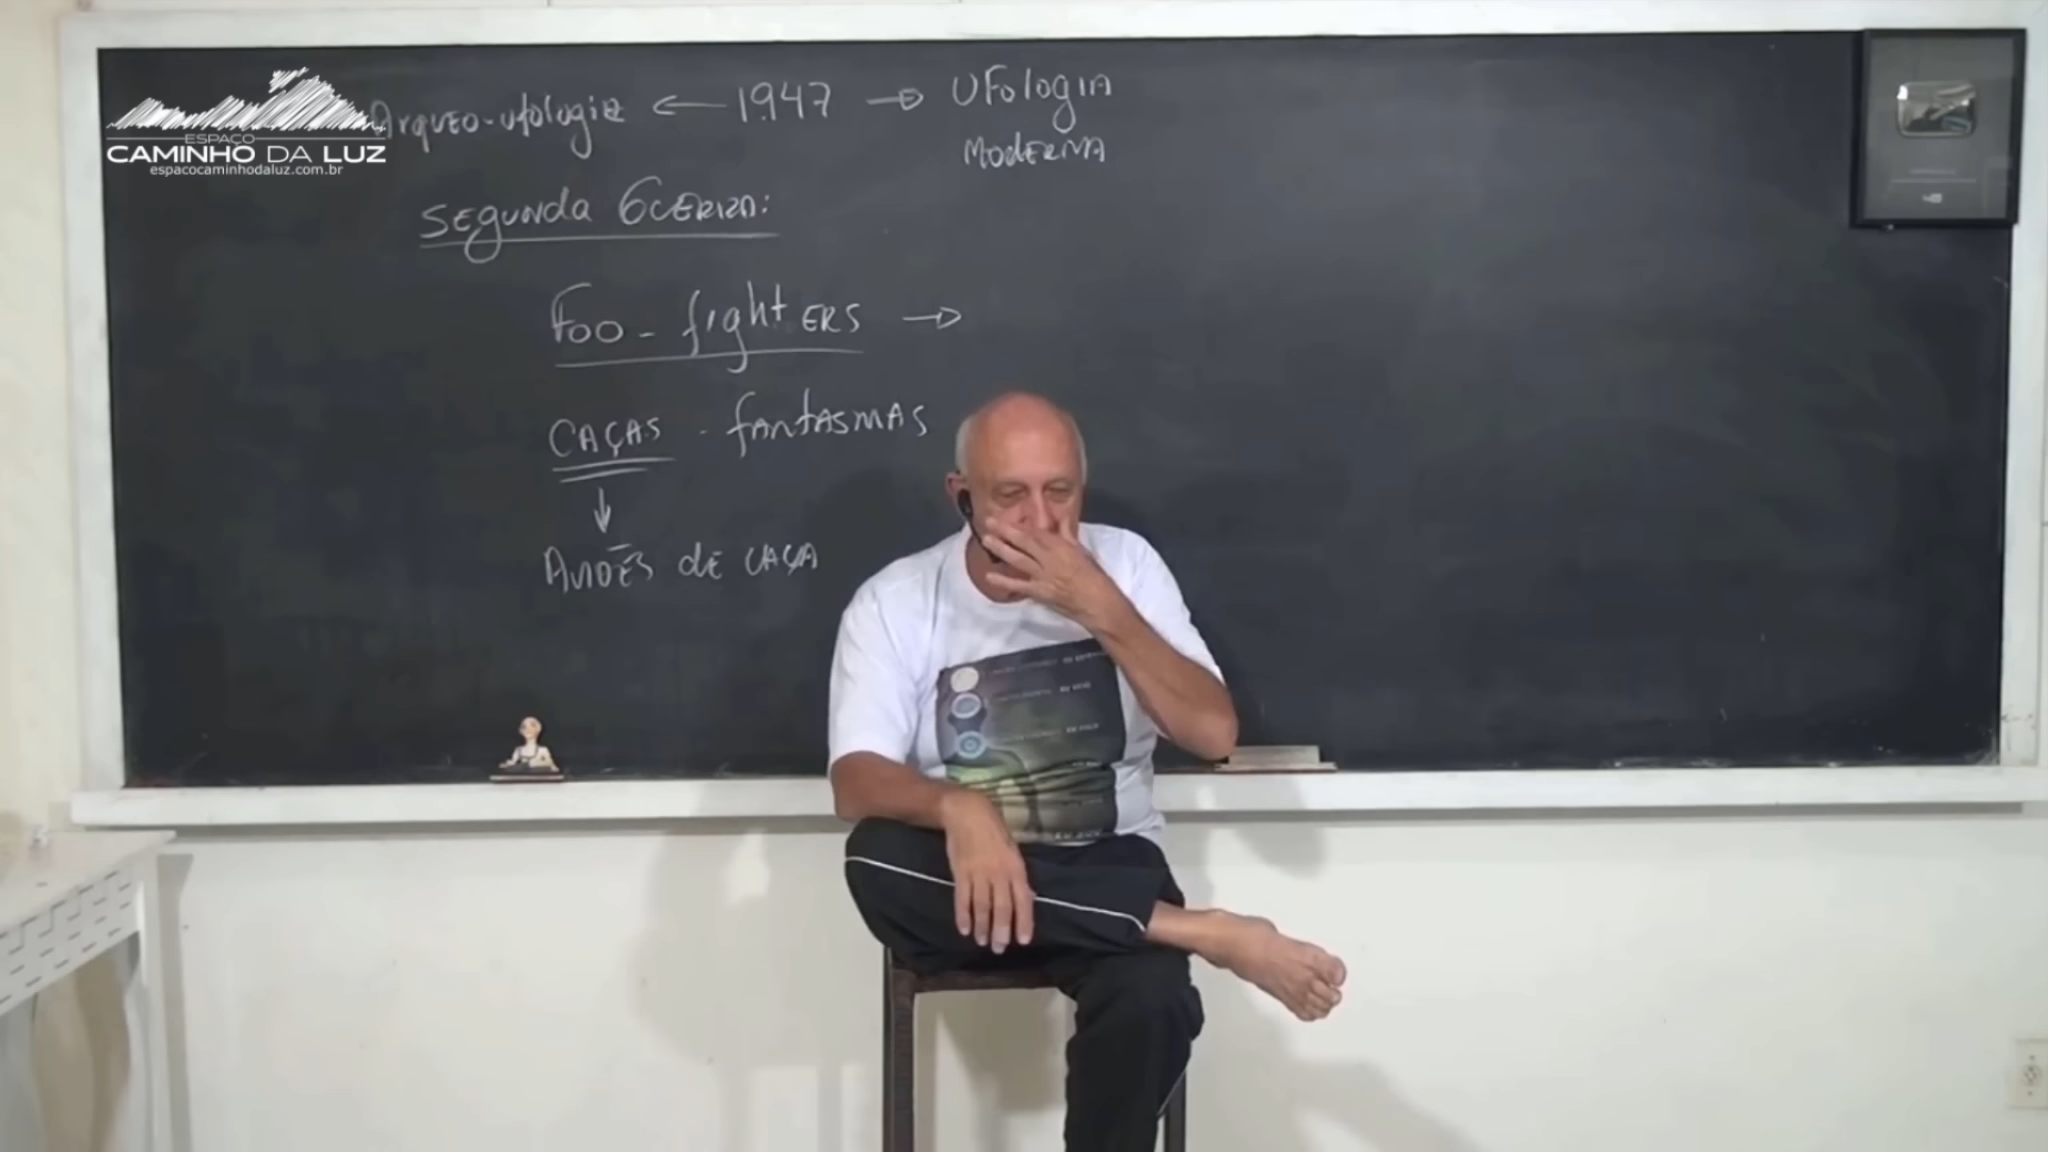 Arqueo-ufologia ← 1947 → Ufologia
Moderna
ESPAÇO
CAMINHO DA LUZ
espacocaminhodaluz.com.br
Segunda Guerra:
Foo-fighters →
Caças - fantasmas
↓
Aviões de caça